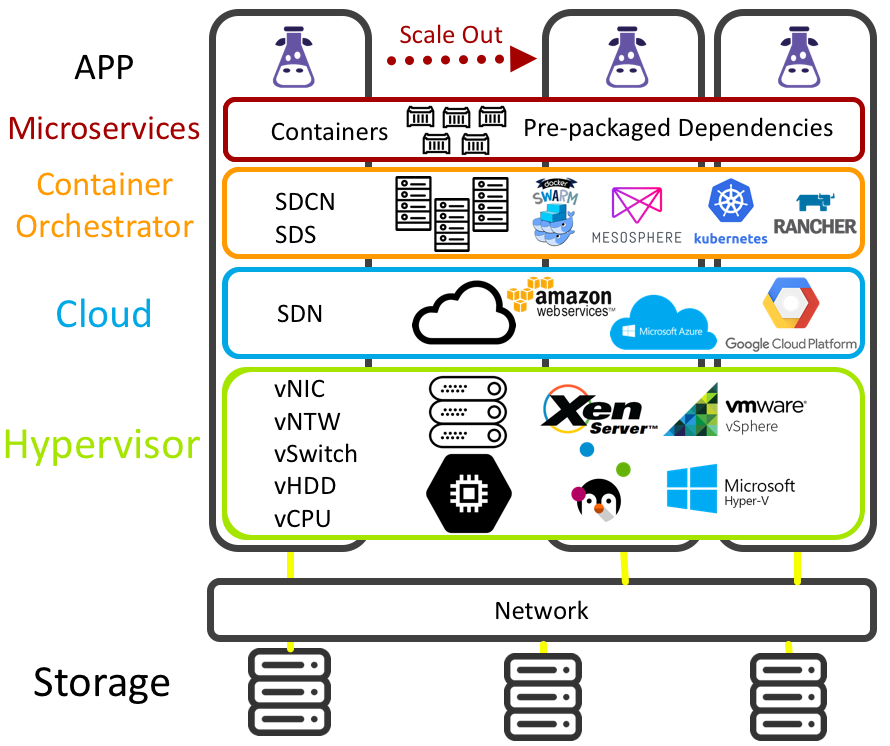 APP
Scale Out
Microservices
Containers
Pre-packaged Dependencies
Container
Orchestrator
SDCN
SDS
docker
SWARM
MESOSPHERE
kubernetes
RANCHER
Cloud
SDN
amazon
webservices™
Microsoft Azure
Google Cloud Platform
Hypervisor
vNIC
vNTW
vSwitch
vHDD
vCPU
Xen
Server™
vmware®
vSphere
Microsoft
Hyper-V
Network
Storage